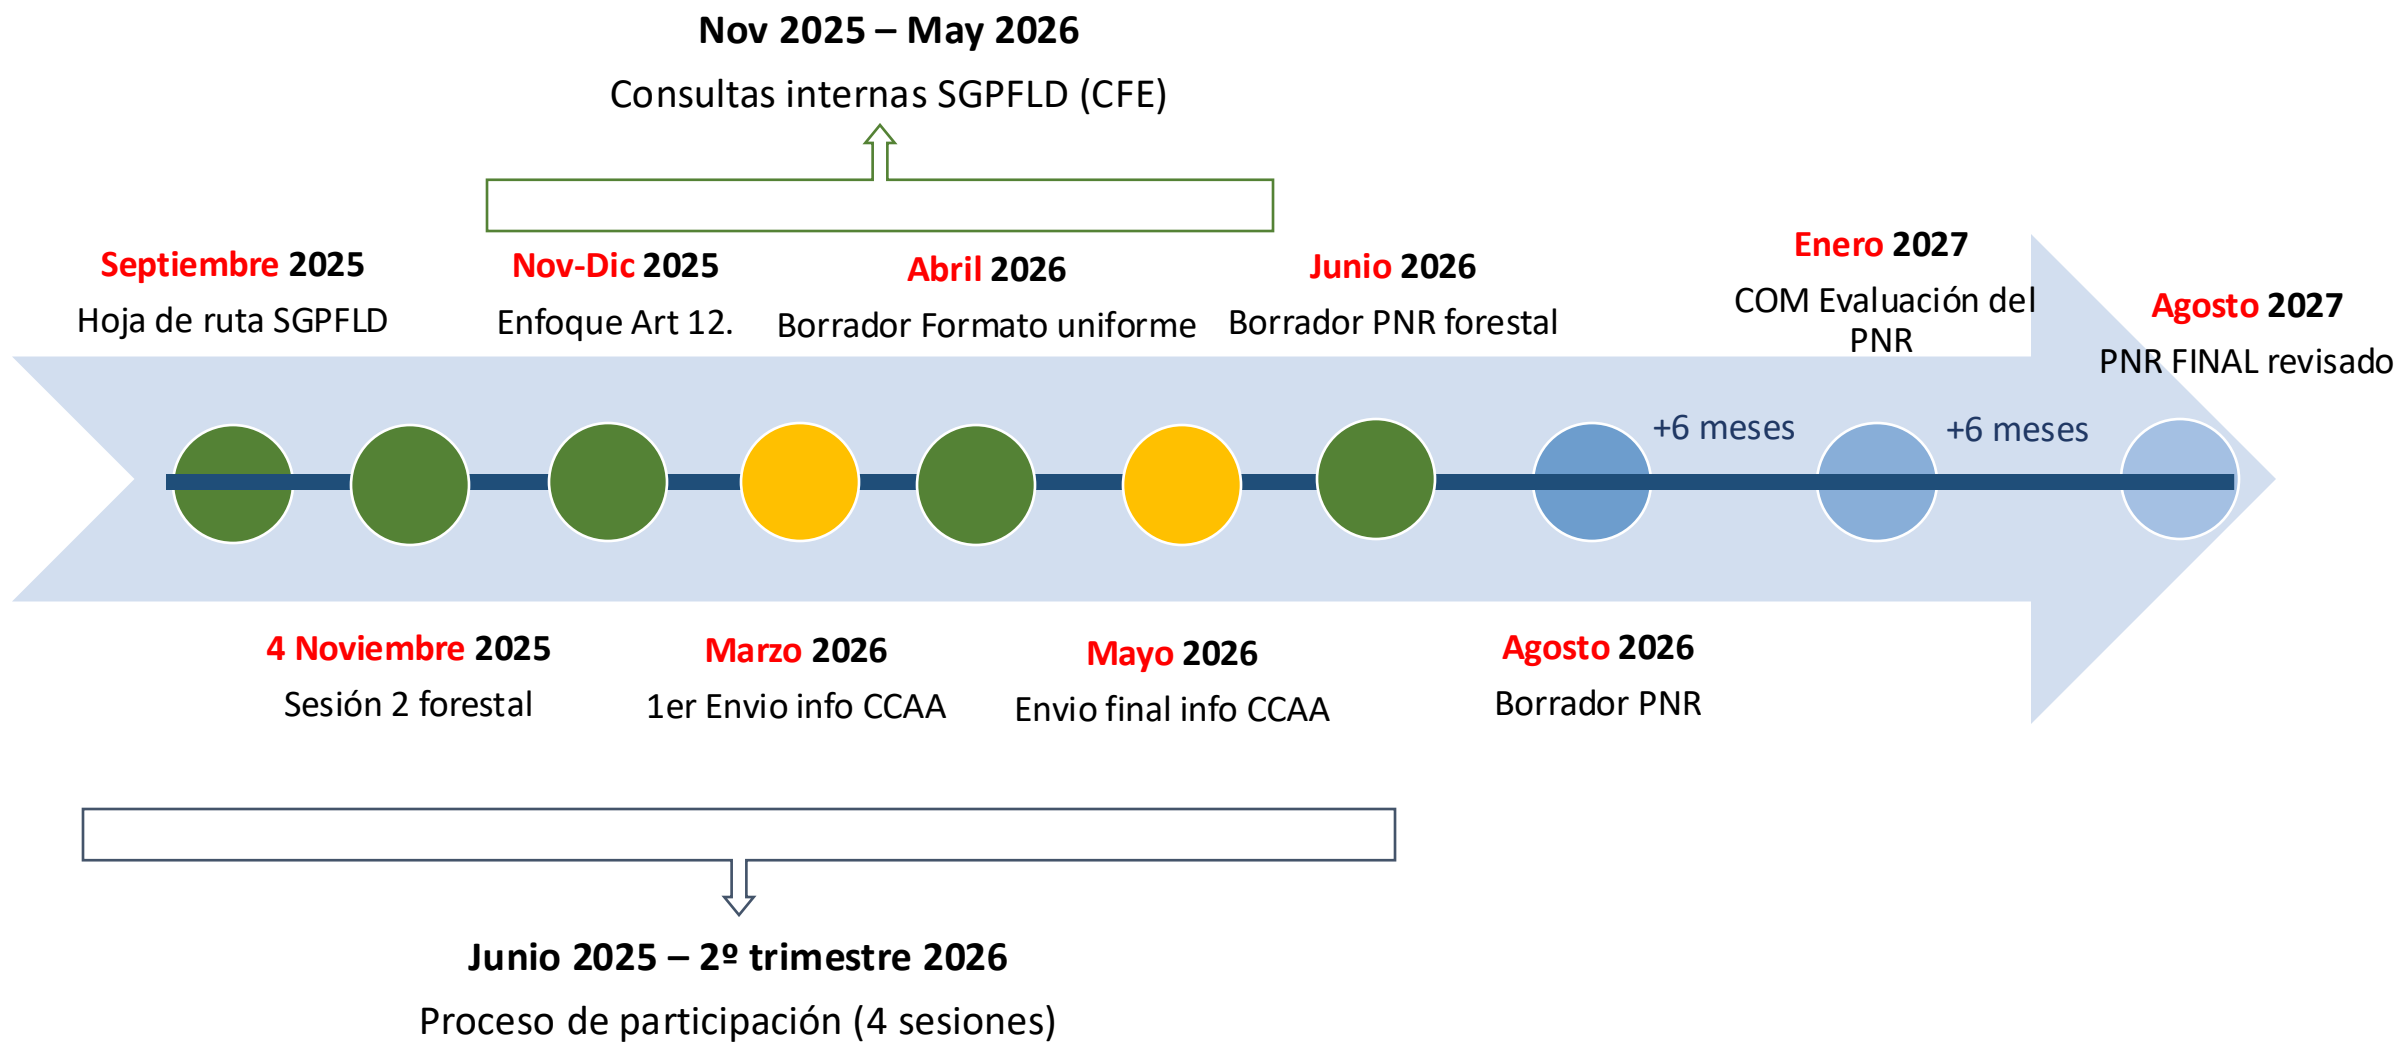 Nov 2025 – May 2026
Consultas internas SGPFLD (CFE)
Septiembre 2025
Hoja de ruta SGPFLD
Nov-Dic 2025
Enfoque Art 12.
Abril 2026
Borrador Formato uniforme
Junio 2026
Borrador PNR forestal
Enero 2027
COM Evaluación del
PNR
Agosto 2027
PNR FINAL revisado
+6 meses
+6 meses
4 Noviembre 2025
Sesión 2 forestal
Marzo 2026
1er Envio info CCAA
Mayo 2026
Envio final info CCAA
Agosto 2026
Borrador PNR
Junio 2025 – 2º trimestre 2026
Proceso de participación (4 sesiones)